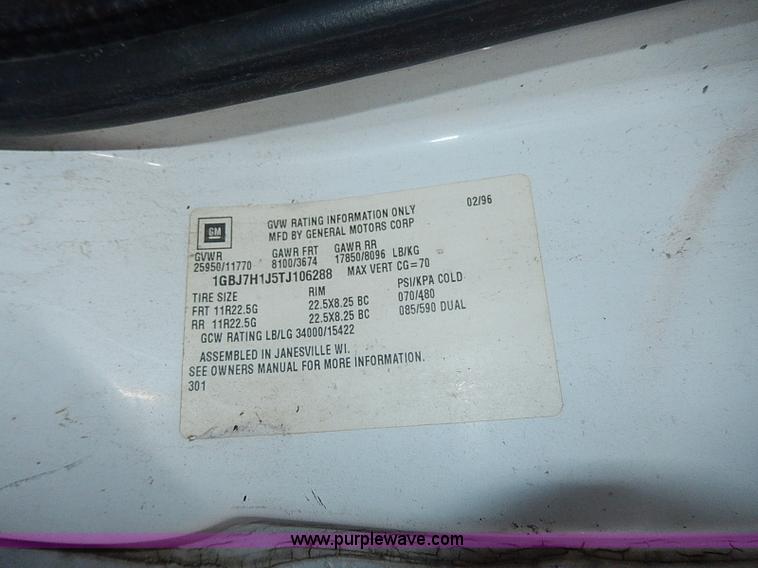 GM
GVW RATING INFORMATION ONLY 02/96
MFD BY GENERAL MOTORS CORP
GVWR GAWR FRT GAWR RR
25950/11770 8100/3674 17850/8096 LB/KG
1GBJ7H1J5TJ106288 MAX VERT CG=70
TIRE SIZE RIM PSI/KPA COLD
FRT 11R22.5G 22.5X8.25 BC 070/480
RR 11R22.5G 22.5X8.25 BC 085/590 DUAL
GCW RATING LB/LG 34000/15422
ASSEMBLED IN JANESVILLE WI.
SEE OWNERS MANUAL FOR MORE INFORMATION.
301
www.purplewave.com